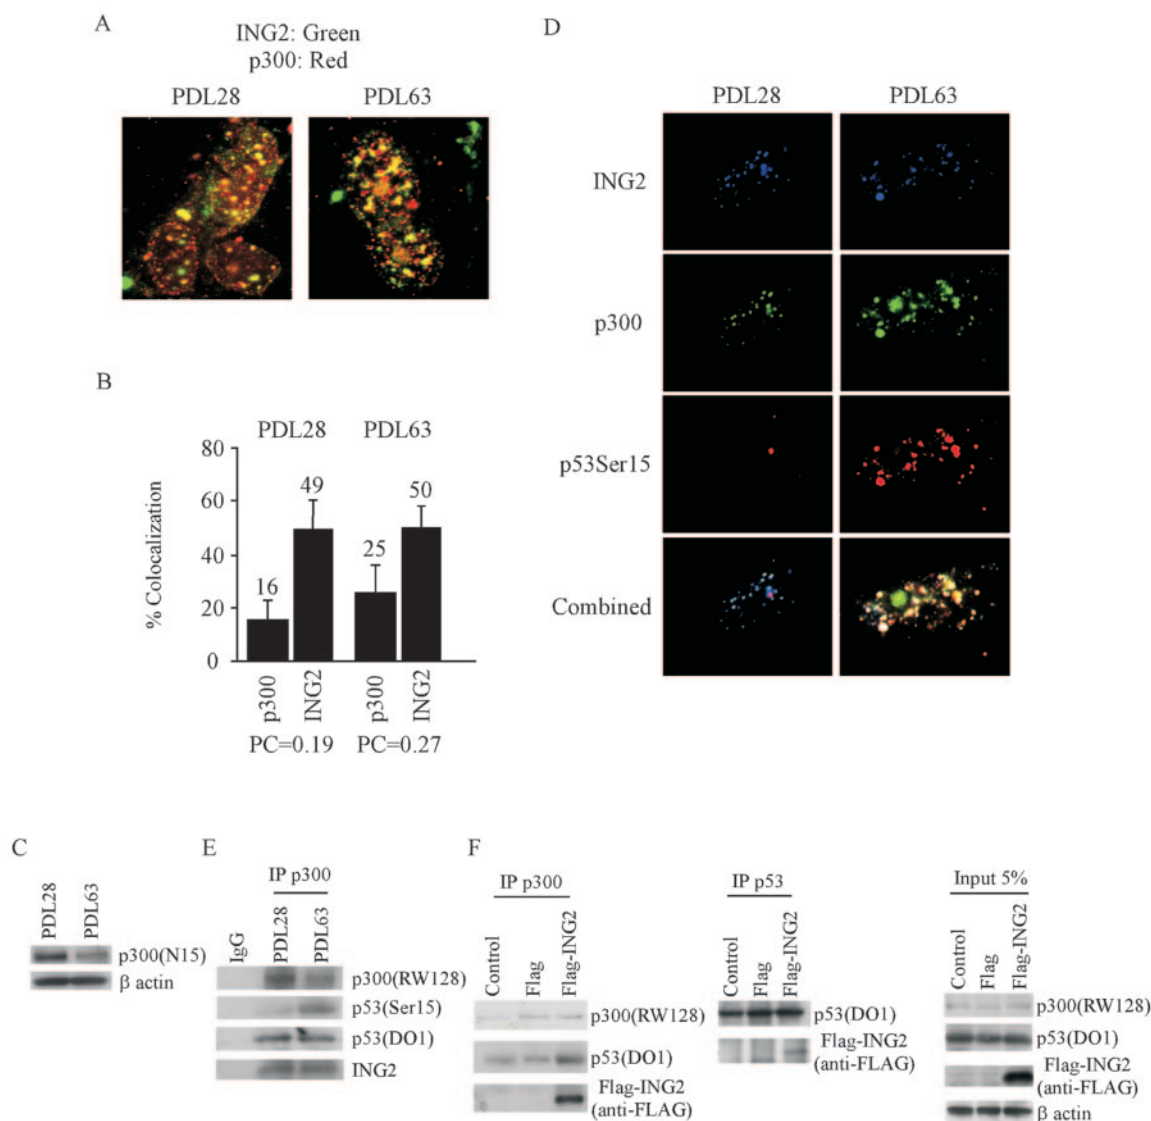 A
ING2: Green
p300: Red
PDL28 PDL63
B
PDL28 PDL63
% Colocalization
80
60
40
20
0
16
49
25
50
p300 ING2 p300 ING2
PC=0.19 PC=0.27
D
PDL28 PDL63
ING2
p300
p53Ser15
Combined
C
PDL28 PDL63
p300(N15)
β actin
E
IP p300
IgG PDL28 PDL63
p300(RW128)
p53(Ser15)
p53(DO1)
ING2
F
IP p300
Control Flag Flag-ING2
p300(RW128)
p53(DO1)
Flag-ING2
(anti-FLAG)
IP p53
Control Flag Flag-ING2
p53(DO1)
Flag-ING2
(anti-FLAG)
Input 5%
Control Flag Flag-ING2
p300(RW128)
p53(DO1)
Flag-ING2
(anti-FLAG)
β actin